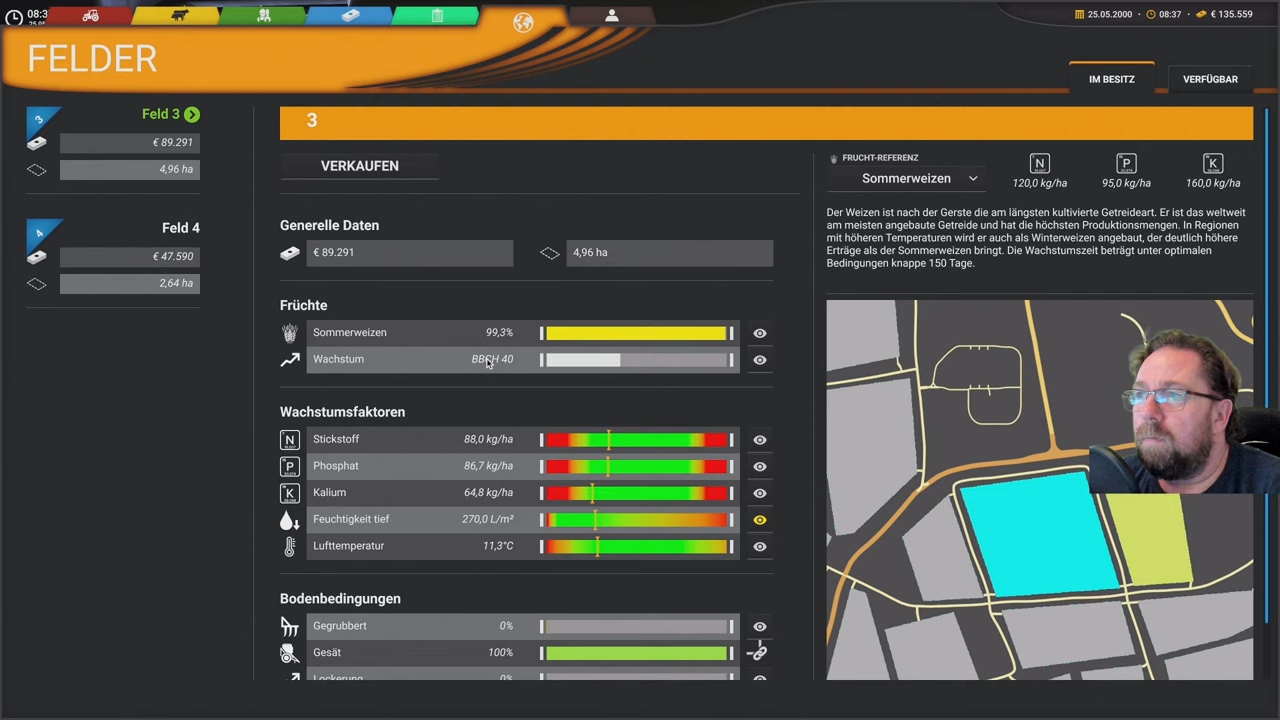 08:3
25.05
25.05.2000
08:37
€ 135.559
FELDER
IM BESITZ
VERFÜGBAR
3
Feld 3
€ 89.291
4,96 ha
4
Feld 4
€ 47.590
2,64 ha
3
VERKAUFEN
Generelle Daten
€ 89.291
4,96 ha
Früchte
Sommerweizen 99,3%
Wachstum BBCH 40
Wachstumsfaktoren
N Stickstoff 88,0 kg/ha
P Phosphat 86,7 kg/ha
K Kalium 64,8 kg/ha
Feuchtigkeit tief 270,0 L/m²
Lufttemperatur 11,3°C
Bodenbedingungen
Gegrubbert 0%
Gesät 100%
Lockerung 0%
FRUCHT-REFERENZ
Sommerweizen
N
P
K
120,0 kg/ha
95,0 kg/ha
160,0 kg/ha
Der Weizen ist nach der Gerste die am längsten kultivierte Getreideart. Er ist das weltweit
am meisten angebaute Getreide und hat die höchsten Produktionsmengen. In Regionen
mit höheren Temperaturen wird er auch als Winterweizen angebaut, der deutlich höhere
Erträge als der Sommerweizen bringt. Die Wachstumszeit beträgt unter optimalen
Bedingungen knappe 150 Tage.